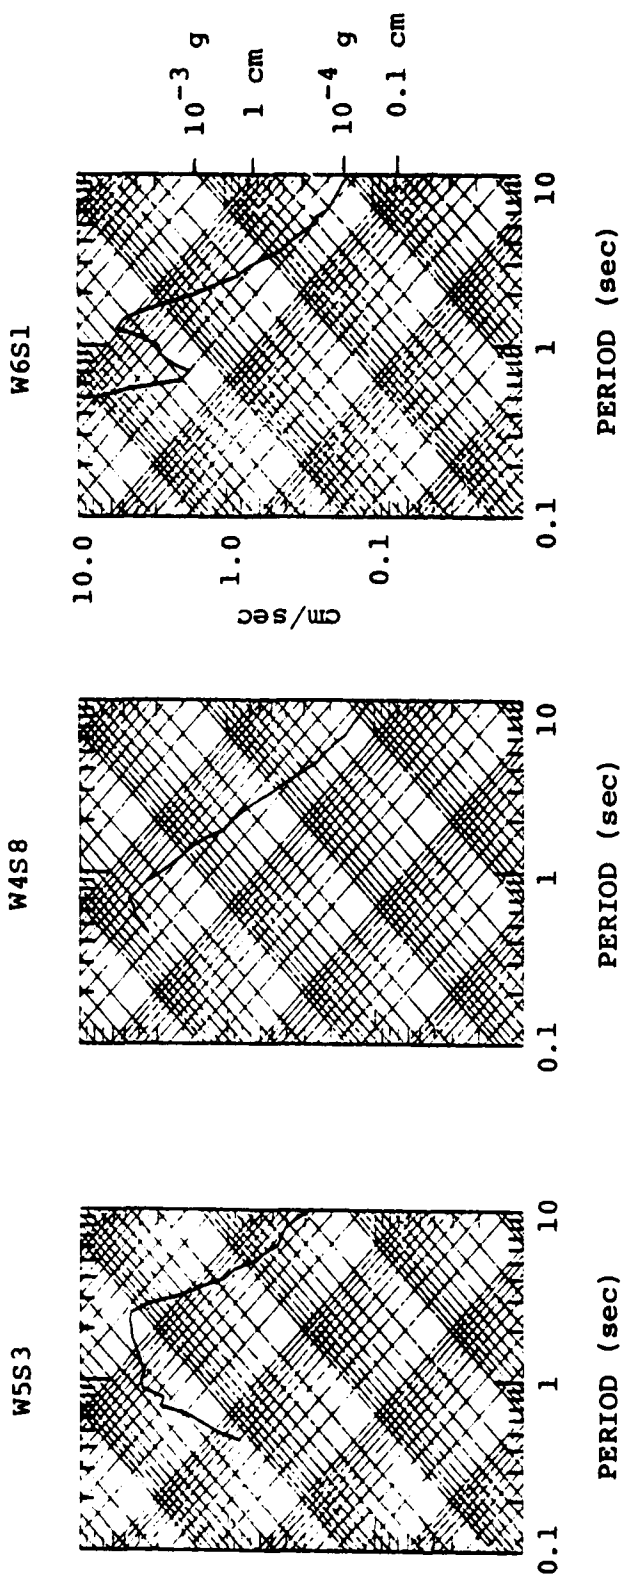 W6S1
10.0
1.0
0.1
cm/sec
10⁻³ g
1 cm
10⁻⁴ g
0.1 cm
0.1
1
10
PERIOD (sec)
W4S8
0.1
1
10
PERIOD (sec)
W5S3
0.1
1
10
PERIOD (sec)